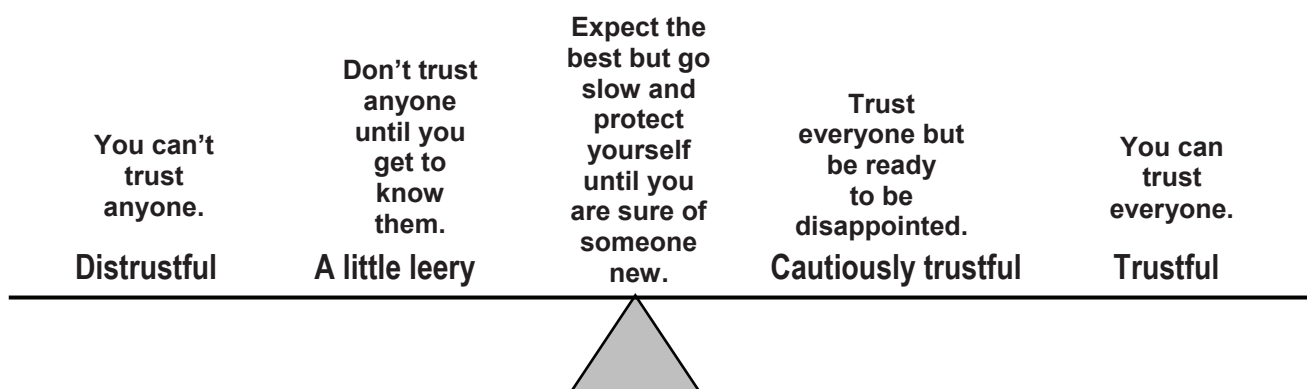 You can’t
trust
anyone.
Distrustful
Don’t trust
anyone
until you
get to
know
them.
A little leery
Expect the
best but go
slow and
protect
yourself
until you
are sure of
someone
new.
Trust
everyone but
be ready
to be
disappointed.
Cautiously trustful
You can
trust
everyone.
Trustful